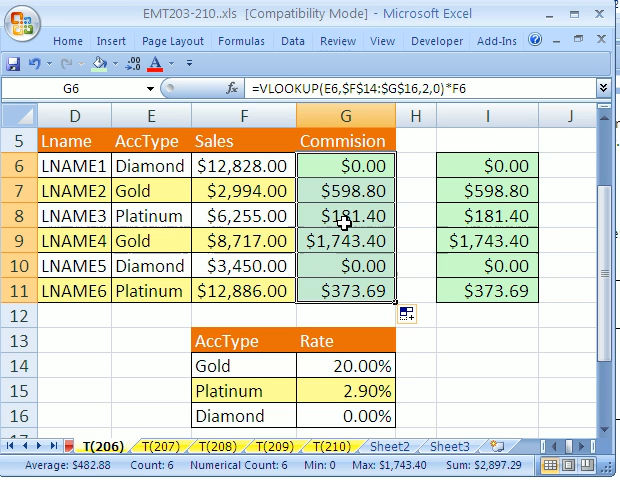 EMT203-210..xls [Compatibility Mode] - Microsoft Excel
Home Insert Page Layout Formulas Data Review View Developer Add-Ins
G6 fx =VLOOKUP(E6,$F$14:$G$16,2,0)*F6
D E F G H I J
5 Lname AccType Sales Commision
6 LNAME1 Diamond $12,828.00 $0.00 $0.00
7 LNAME2 Gold $2,994.00 $598.80 $598.80
8 LNAME3 Platinum $6,255.00 $181.40 $181.40
9 LNAME4 Gold $8,717.00 $1,743.40 $1,743.40
10 LNAME5 Diamond $3,450.00 $0.00 $0.00
11 LNAME6 Platinum $12,886.00 $373.69 $373.69
12
13 AccType Rate
14 Gold 20.00%
15 Platinum 2.90%
16 Diamond 0.00%
T(206) T(207) T(208) T(209) T(210) Sheet2 Sheet3
Average: $482.88 Count: 6 Numerical Count: 6 Min: 0 Max: $1,743.40 Sum: $2,897.29